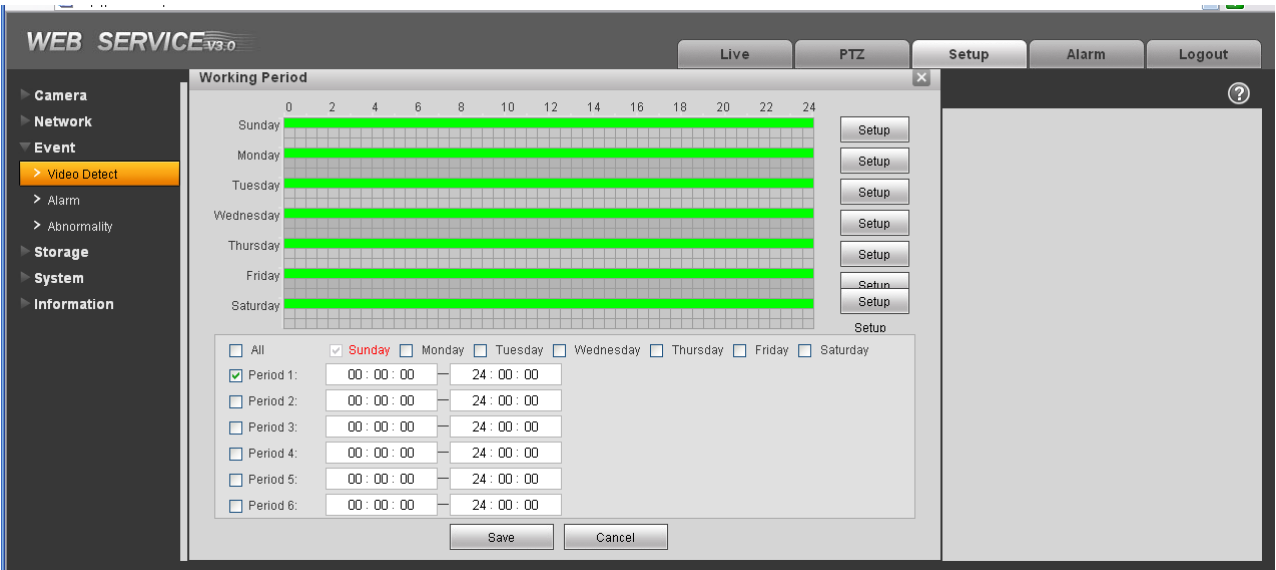 WEB SERVICE V3.0
Live PTZ Setup Alarm Logout
Working Period
Camera
Network
Event
Video Detect
Alarm
Abnormality
Storage
System
Information
0 2 4 6 8 10 12 14 16 18 20 22 24
Sunday Setup
Monday Setup
Tuesday Setup
Wednesday Setup
Thursday Setup
Friday Setup
Saturday Setup
Setup
All Sunday Monday Tuesday Wednesday Thursday Friday Saturday
Period 1: 00 : 00 : 00 — 24 : 00 : 00
Period 2: 00 : 00 : 00 — 24 : 00 : 00
Period 3: 00 : 00 : 00 — 24 : 00 : 00
Period 4: 00 : 00 : 00 — 24 : 00 : 00
Period 5: 00 : 00 : 00 — 24 : 00 : 00
Period 6: 00 : 00 : 00 — 24 : 00 : 00
Save Cancel